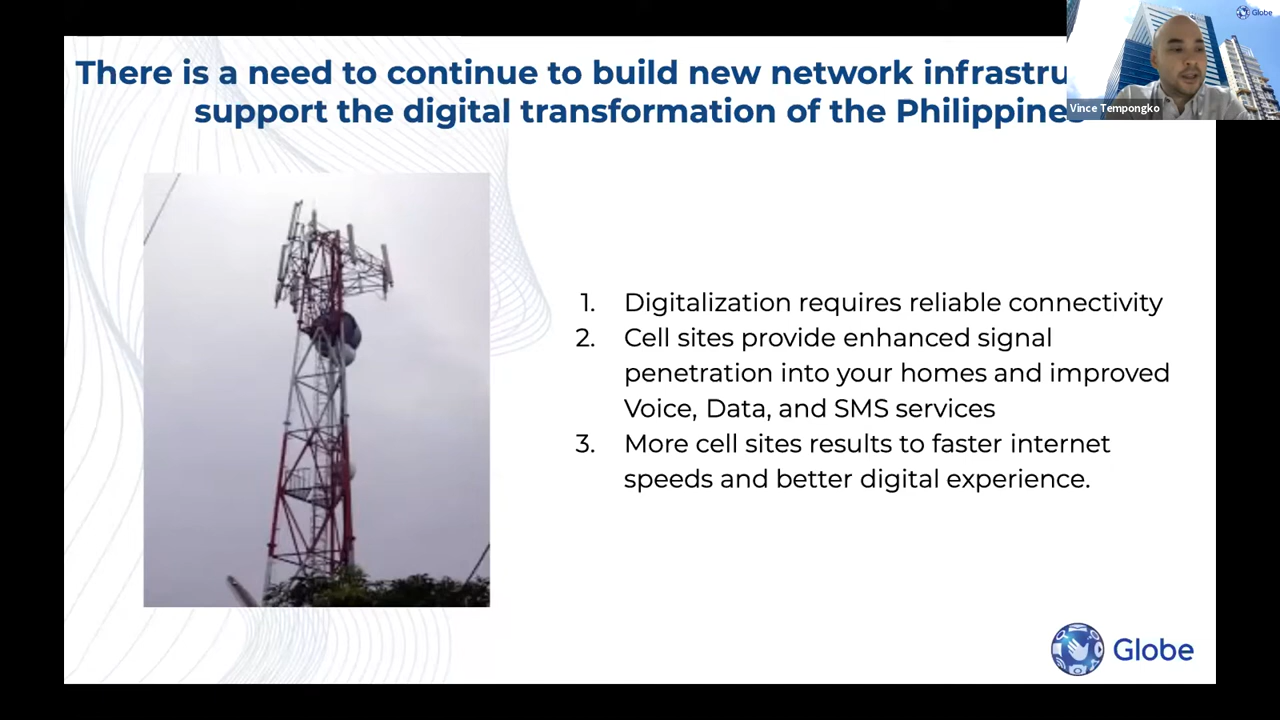 There is a need to continue to build new network
support the digital transformation of the
Globe
Vince Tempongko
1. Digitalization requires reliable connectivity
2. Cell sites provide enhanced signal
penetration into your homes and improved
Voice, Data, and SMS services
3. More cell sites results to faster internet
speeds and better digital experience.
Globe